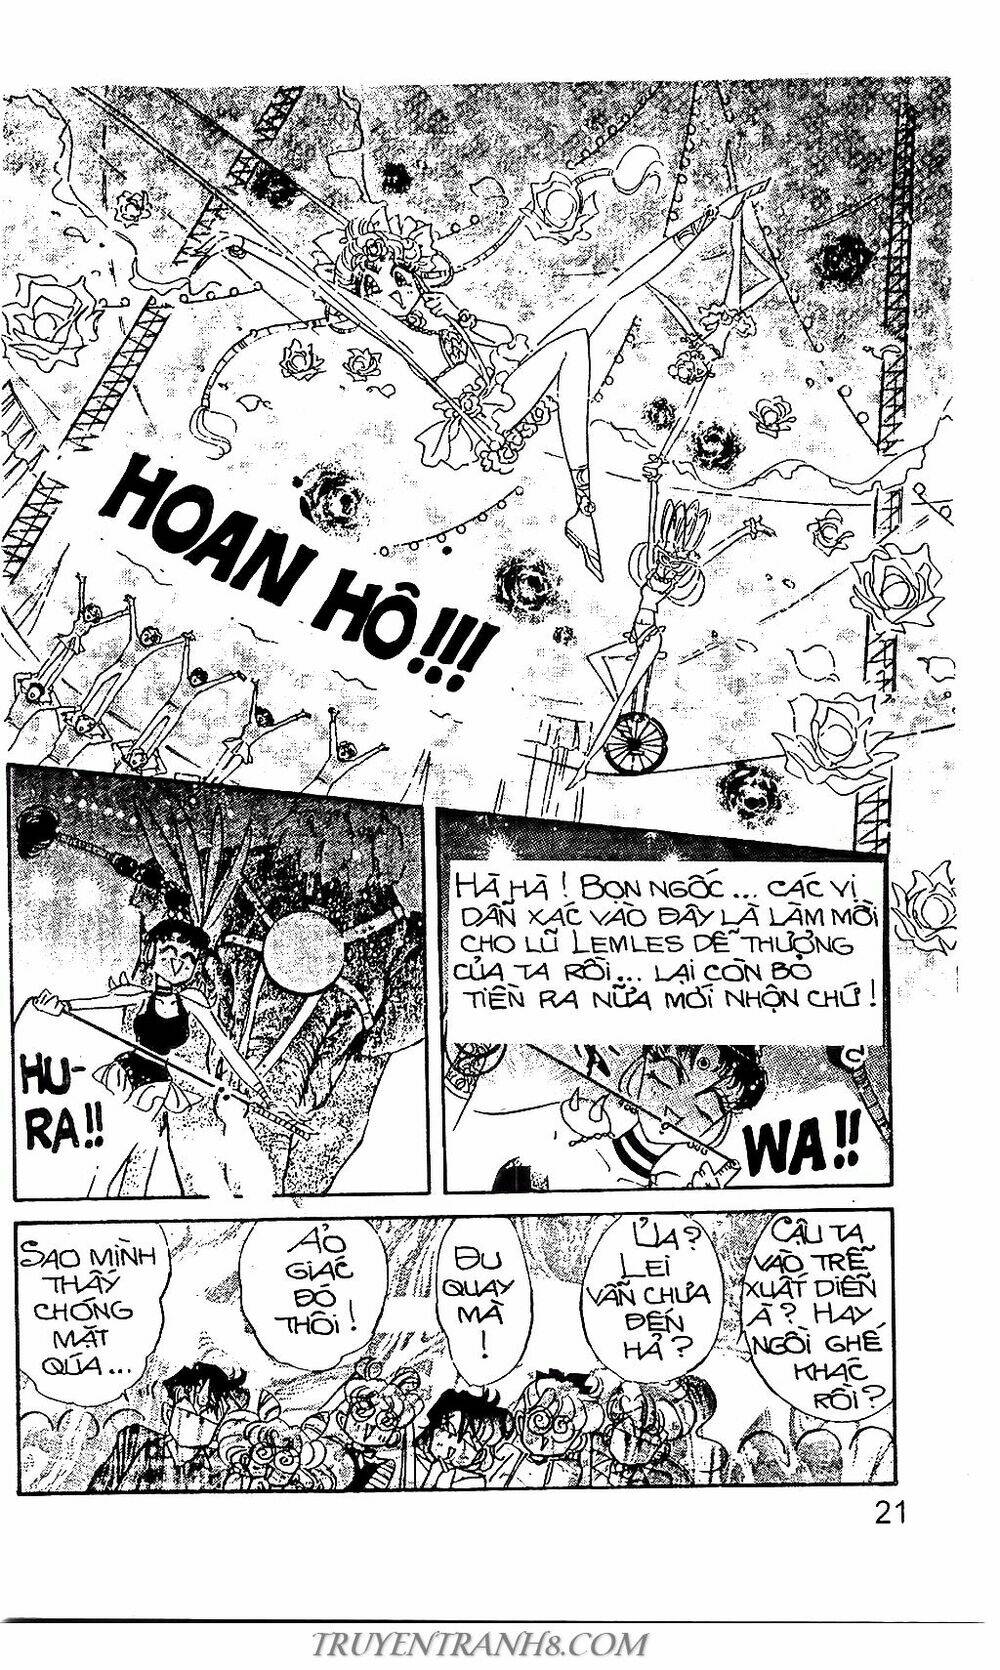 HOAN HÔ!!!
HÀ HÀ! BỌN NGỐC... CÁC VỊ
DẪN XÁC VÀO ĐÂY LÀ LÀM MỒI
CHO LŨ LEMLES DỄ THƯỢNG
CỦA TA RỒI... LẠI CÒN BỎ
TIỀN RA NỮA MỚI NHỘN CHỨ!
HU-
RA!!
WA!!
SAO MÌNH
THẤY
CHÓNG
MẶT
QÚA...
ẢO
GIÁC
ĐÓ
THÔI!
ĐU
QUAY
MÀ
!
ỦA?
LEI
VẪN CHƯA
ĐẾN
HẢ?
CẬU TA
VÀO TRỄ
XUẤT DIỄN
À? HAY
NGỒI GHẾ
KHÁC
RỒI?
21
TRUYENTRANH8.COM